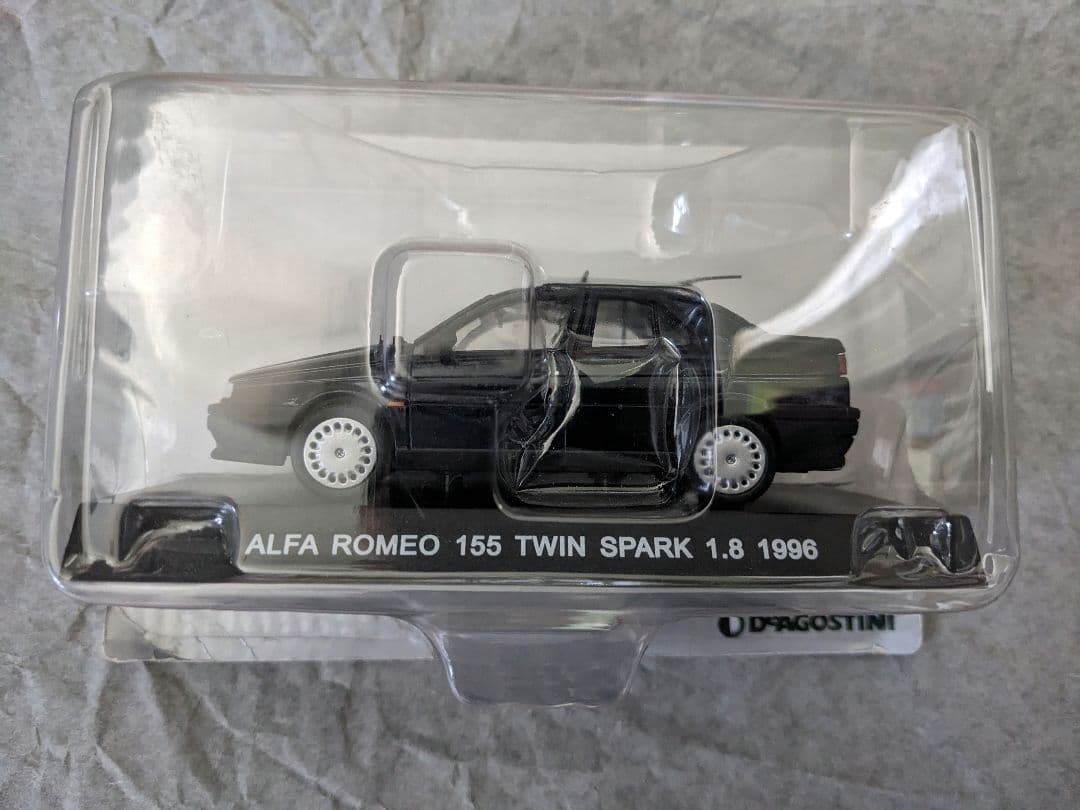 ALFA ROMEO 155 TWIN SPARK 1.8 1996
DeAGOSTINI